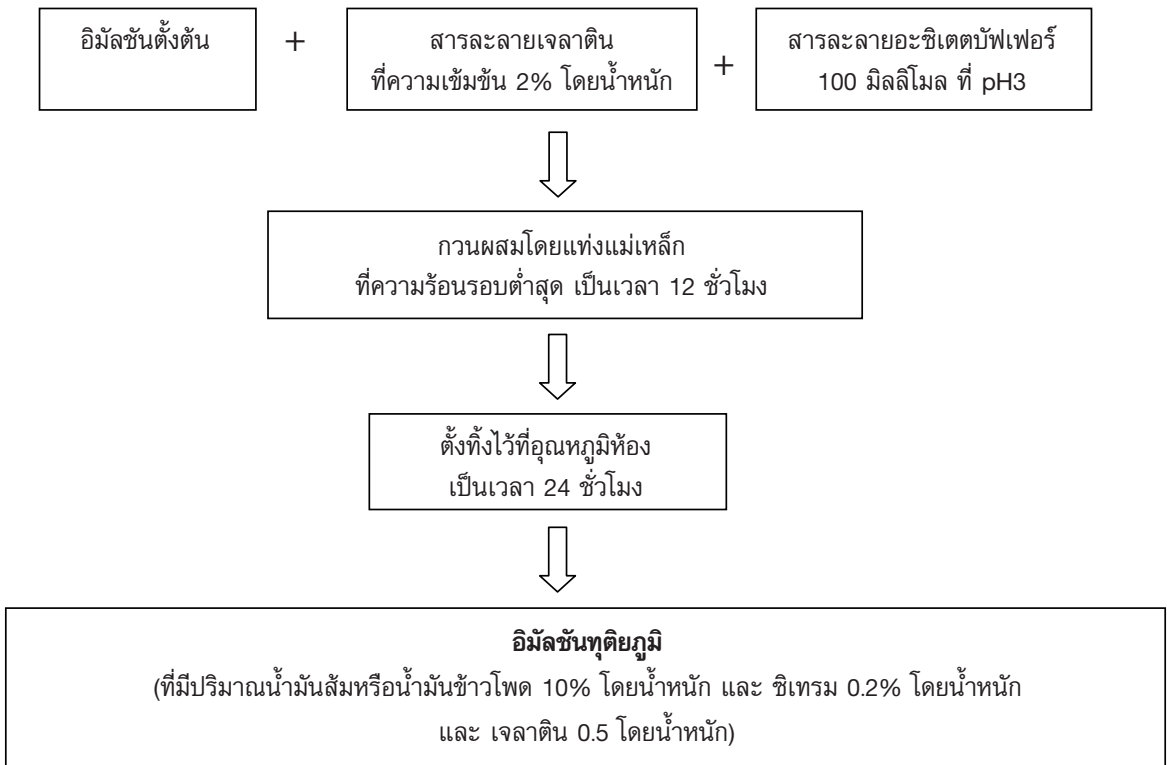 อิมัลชันตั้งต้น
+
สารละลายเจลาติน
ที่ความเข้มข้น 2% โดยน้ำหนัก
+
สารละลายอะซิเตตบัฟเฟอร์
100 มิลลิโมล ที่ pH3
กวนผสมโดยแท่งแม่เหล็ก
ที่ความร้อนรอบต่ำสุด เป็นเวลา 12 ชั่วโมง
ตั้งทิ้งไว้ที่อุณหภูมิห้อง
เป็นเวลา 24 ชั่วโมง
อิมัลชันทุติยภูมิ
(ที่มีปริมาณน้ำมันส้มหรือน้ำมันข้าวโพด 10% โดยน้ำหนัก และ ซิเทรม 0.2% โดยน้ำหนัก
และ เจลาติน 0.5 โดยน้ำหนัก)